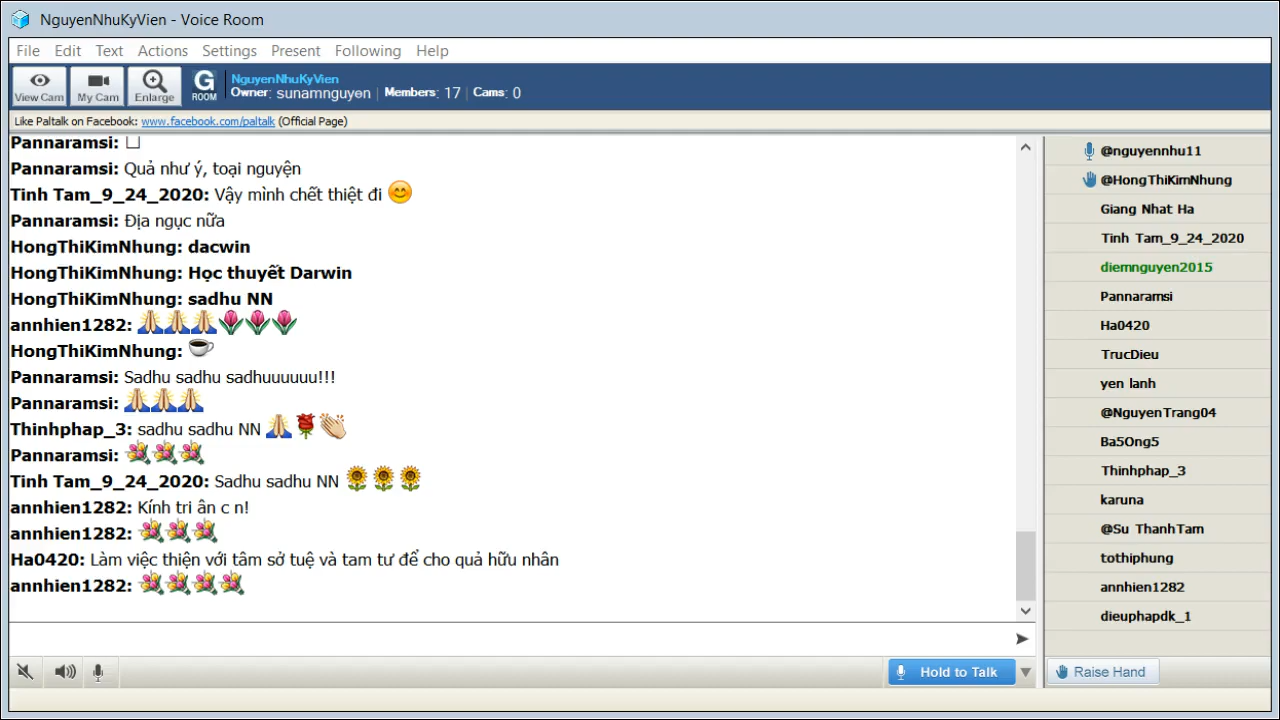 NguyenNhuKyVien - Voice Room
File Edit Text Actions Settings Present Following Help
View Cam My Cam Enlarge G ROOM
NguyenNhuKyVien
Owner: sunamnguyen | Members: 17 | Cams: 0
Like Paltalk on Facebook: www.facebook.com/paltalk (Official Page)
Pannaramsi: 
Pannaramsi: Quả như ý, toại nguyện
Tinh Tam_9_24_2020: Vậy mình chết thiệt đi 😊
Pannaramsi: Địa ngục nữa
HongThiKimNhung: dacwin
HongThiKimNhung: Học thuyết Darwin
HongThiKimNhung: sadhu NN
annhien1282: 🙏🙏🙏🌷🌷🌷
HongThiKimNhung: ☕
Pannaramsi: Sadhu sadhu sadhuuuuuu!!!
Pannaramsi: 🙏🙏🙏
Thinhphap_3: sadhu sadhu NN 🙏🌹👏
Pannaramsi: 💐💐💐
Tinh Tam_9_24_2020: Sadhu sadhu NN 🌻🌻🌻
annhien1282: Kính tri ân c n!
annhien1282: 💐💐💐
Ha0420: Làm việc thiện với tâm sở tuệ và tam tư để cho quả hữu nhân
annhien1282: 💐💐💐💐
@nguyennhu11
@HongThiKimNhung
Giang Nhat Ha
Tinh Tam_9_24_2020
diemnguyen2015
Pannaramsi
Ha0420
TrucDieu
yen lanh
@NguyenTrang04
Ba5Ong5
Thinhphap_3
karuna
@Su ThanhTam
tothiphung
annhien1282
dieuphapdk_1
Hold to Talk
Raise Hand